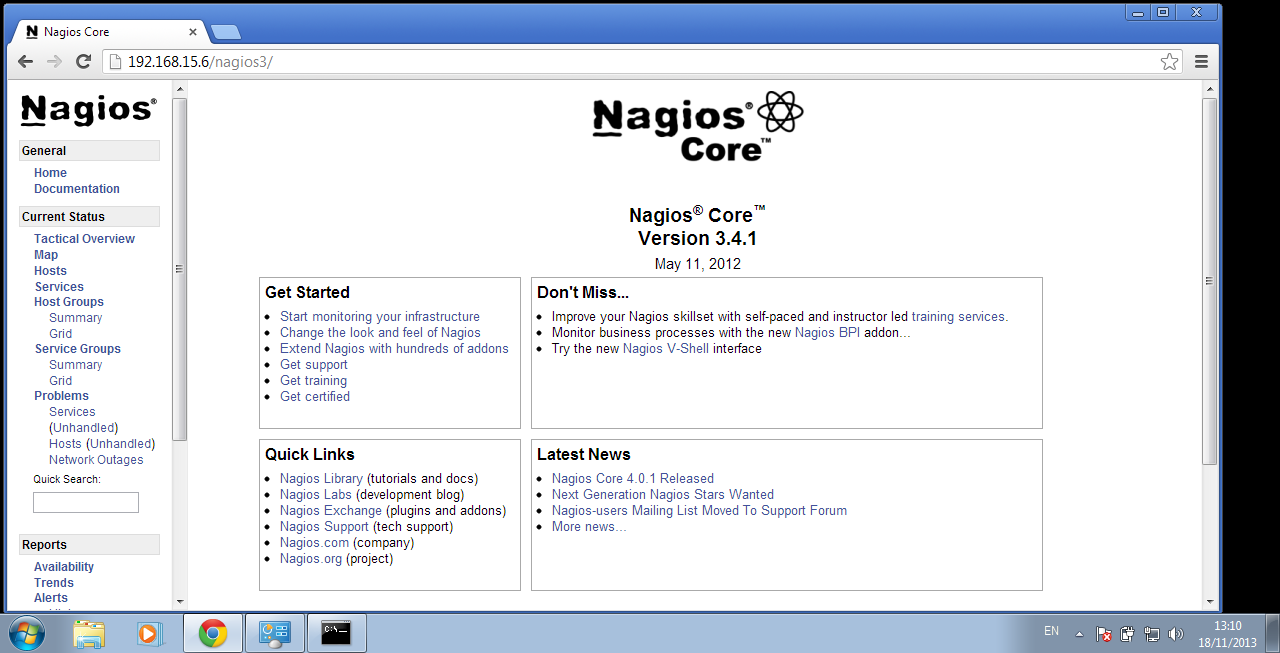 Nagios Core
192.168.15.6/nagios3/
Nagios®
General
Home
Documentation
Current Status
Tactical Overview
Map
Hosts
Services
Host Groups
Summary
Grid
Service Groups
Summary
Grid
Problems
Services
(Unhandled)
Hosts (Unhandled)
Network Outages
Quick Search:
Reports
Availability
Trends
Alerts
Nagios®
Core™
Nagios® Core™
Version 3.4.1
May 11, 2012
Get Started
Start monitoring your infrastructure
Change the look and feel of Nagios
Extend Nagios with hundreds of addons
Get support
Get training
Get certified
Don't Miss...
Improve your Nagios skillset with self-paced and instructor led training services.
Monitor business processes with the new Nagios BPI addon...
Try the new Nagios V-Shell interface
Quick Links
Nagios Library (tutorials and docs)
Nagios Labs (development blog)
Nagios Exchange (plugins and addons)
Nagios Support (tech support)
Nagios.com (company)
Nagios.org (project)
Latest News
Nagios Core 4.0.1 Released
Next Generation Nagios Stars Wanted
Nagios-users Mailing List Moved To Support Forum
More news...
EN
13:10
18/11/2013